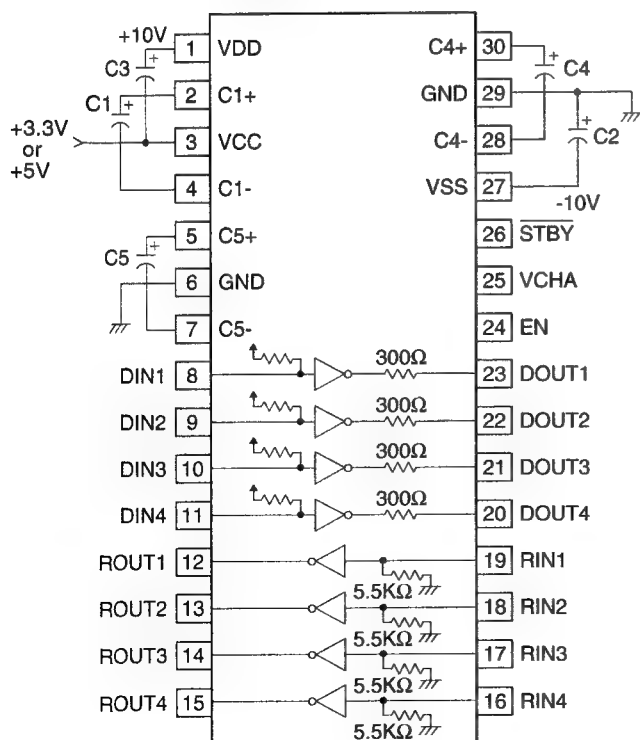 +10V 1 VDD
C3
C1 2 C1+
+3.3V
or
+5V
3 VCC
4 C1-
5 C5+
C5
6 GND
7 C5-
C4+ 30
C4
GND 29
C4- 28
C2
VSS 27
-10V
26 STBY
25 VCHA
24 EN
DIN1 8 300Ω 23 DOUT1
DIN2 9 300Ω 22 DOUT2
DIN3 10 300Ω 21 DOUT3
DIN4 11 300Ω 20 DOUT4
ROUT1 12 5.5KΩ 19 RIN1
ROUT2 13 5.5KΩ 18 RIN2
ROUT3 14 5.5KΩ 17 RIN3
ROUT4 15 5.5KΩ 16 RIN4